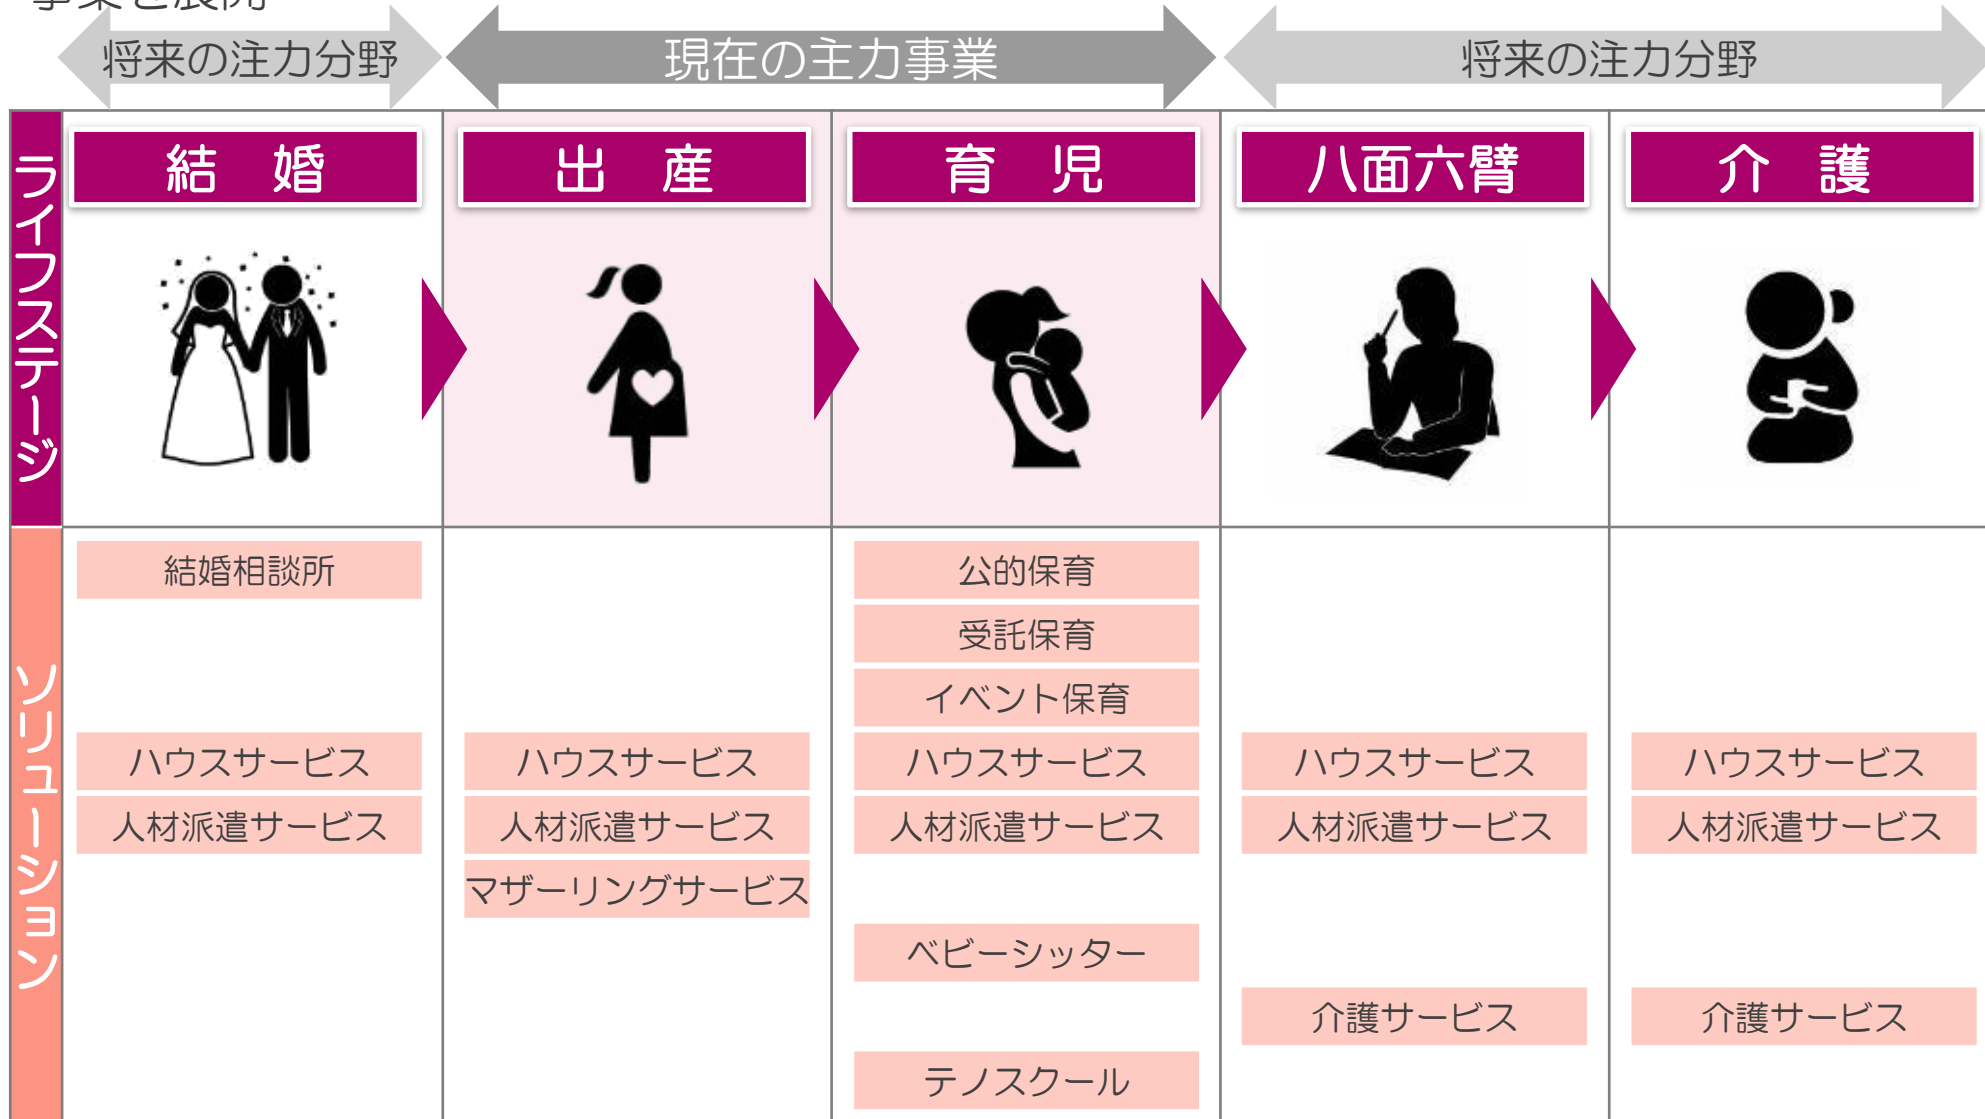 事業を展開
将来の注力分野
現在の主力事業
将来の注力分野
ライフステージ
結 婚
出 産
育 児
八面六臂
介 護
ソリューション
結婚相談所
ハウスサービス
人材派遣サービス
ハウスサービス
人材派遣サービス
マザーリングサービス
公的保育
受託保育
イベント保育
ハウスサービス
人材派遣サービス
ベビーシッター
テノスクール
ハウスサービス
人材派遣サービス
介護サービス
ハウスサービス
人材派遣サービス
介護サービス